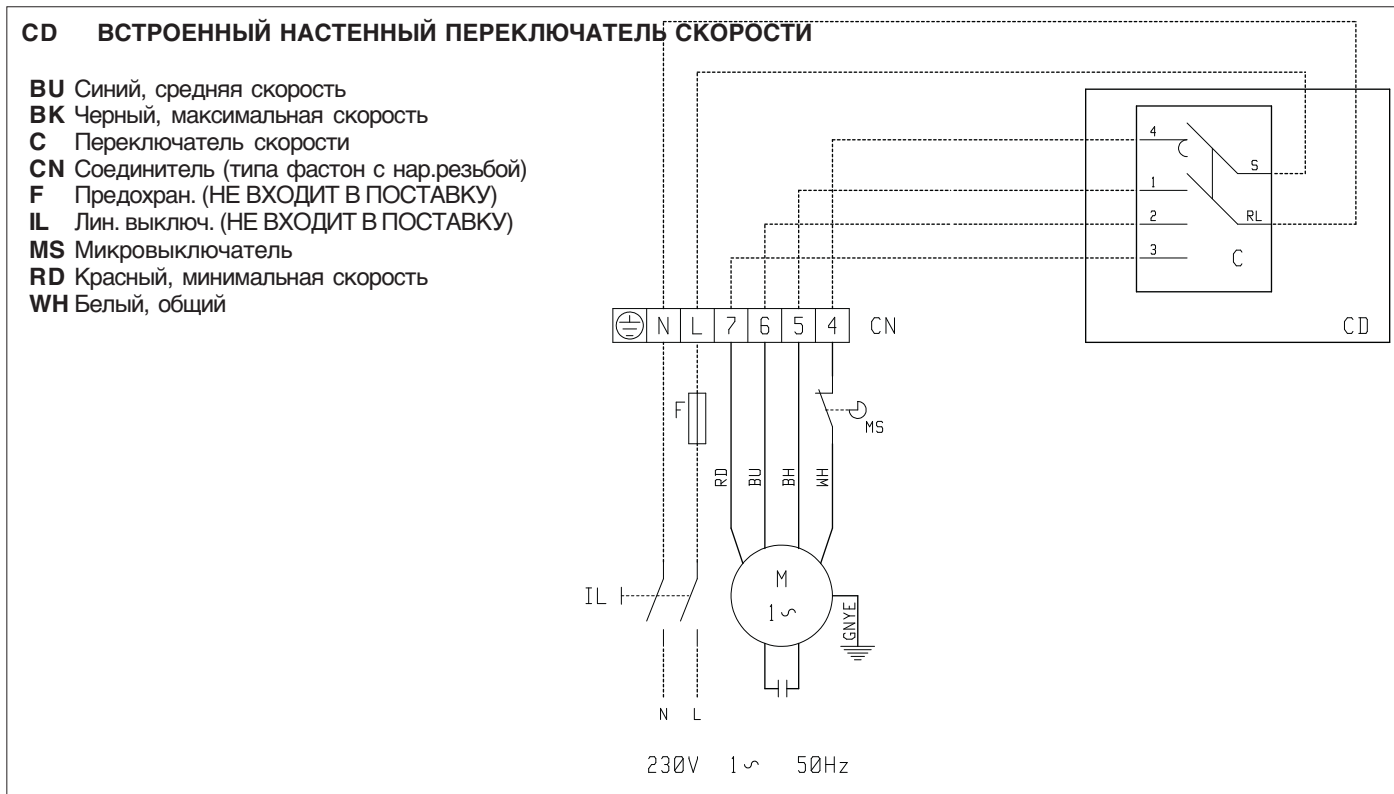 CD ВСТРОЕННЫЙ НАСТЕННЫЙ ПЕРЕКЛЮЧАТЕЛЬ СКОРОСТИ
BU Синий, средняя скорость
BK Черный, максимальная скорость
C Переключатель скорости
CN Соединитель (типа фастон с нар.резьбой)
F Предохран. (НЕ ВХОДИТ В ПОСТАВКУ)
IL Лин. выключ. (НЕ ВХОДИТ В ПОСТАВКУ)
MS Микровыключатель
RD Красный, минимальная скорость
WH Белый, общий
4
S
1
2 RL
3
C
CD
N L 7 6 5 4 CN
F
MS
RD BU BH WH
M
1~
IL
GNYE
N L
230V 1~ 50Hz